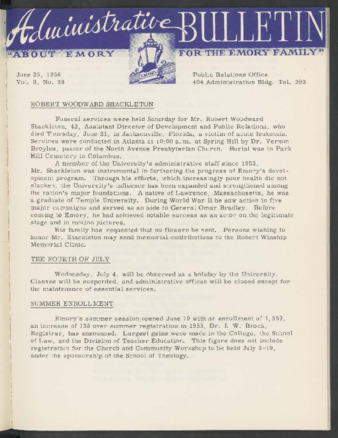 Administrative BULLETIN
"ABOUT EMORY FOR THE EMORY FAMILY"
June 25, 1956 Public Relations Office
Vol. 8, No. 38 404 Administration Bldg. Tel. 393
ROBERT WOODWARD SHACKLETON
Funeral services were held Saturday for Mr. Robert Woodward
Shackleton, 42, Assistant Director of Development and Public Relations, who
died Thursday, June 21, in Jacksonville, Florida, a victim of acute leukemia.
Services were conducted in Atlanta at 10:00 a.m. at Spring Hill by Dr. Vernon
Broyles, pastor of the North Avenue Presbyterian Church. Burial was in Park
Hill Cemetery in Columbus.
A member of the University's administrative staff since 1953,
Mr. Shackleton was instrumental in furthering the progress of Emory's devel-
opment program. Through his efforts, which increasingly poor health did not
slacken, the University's influence has been expanded and strengthened among
the nation's major foundations. A native of Lawrence, Massachusetts, he was
a graduate of Temple University. During World War II he saw action in five
major campaigns and served as an aide to General Omar Bradley. Before
coming to Emory, he had achieved notable success as an actor on the legitimate
stage and in motion pictures.
His family has requested that no flowers be sent. Persons wishing to
honor Mr. Shackleton may send memorial contributions to the Robert Winship
Memorial Clinic.
THE FOURTH OF JULY
Wednesday, July 4, will be observed as a holiday by the University.
Classes will be suspended, and administrative offices will be closed except for
the maintenance of essential services.
SUMMER ENROLLMENT
Emory's summer session opened June 19 with an enrollment of 1,357,
an increase of 138 over summer registration in 1955, Dr. I. W. Brock,
Registrar, has announced. Largest gains were made in the College, the School
of Law, and the Division of Teacher Education. This figure does not include
registration for the Church and Community Workshop to be held July 2-19,
under the sponsorship of the School of Theology.